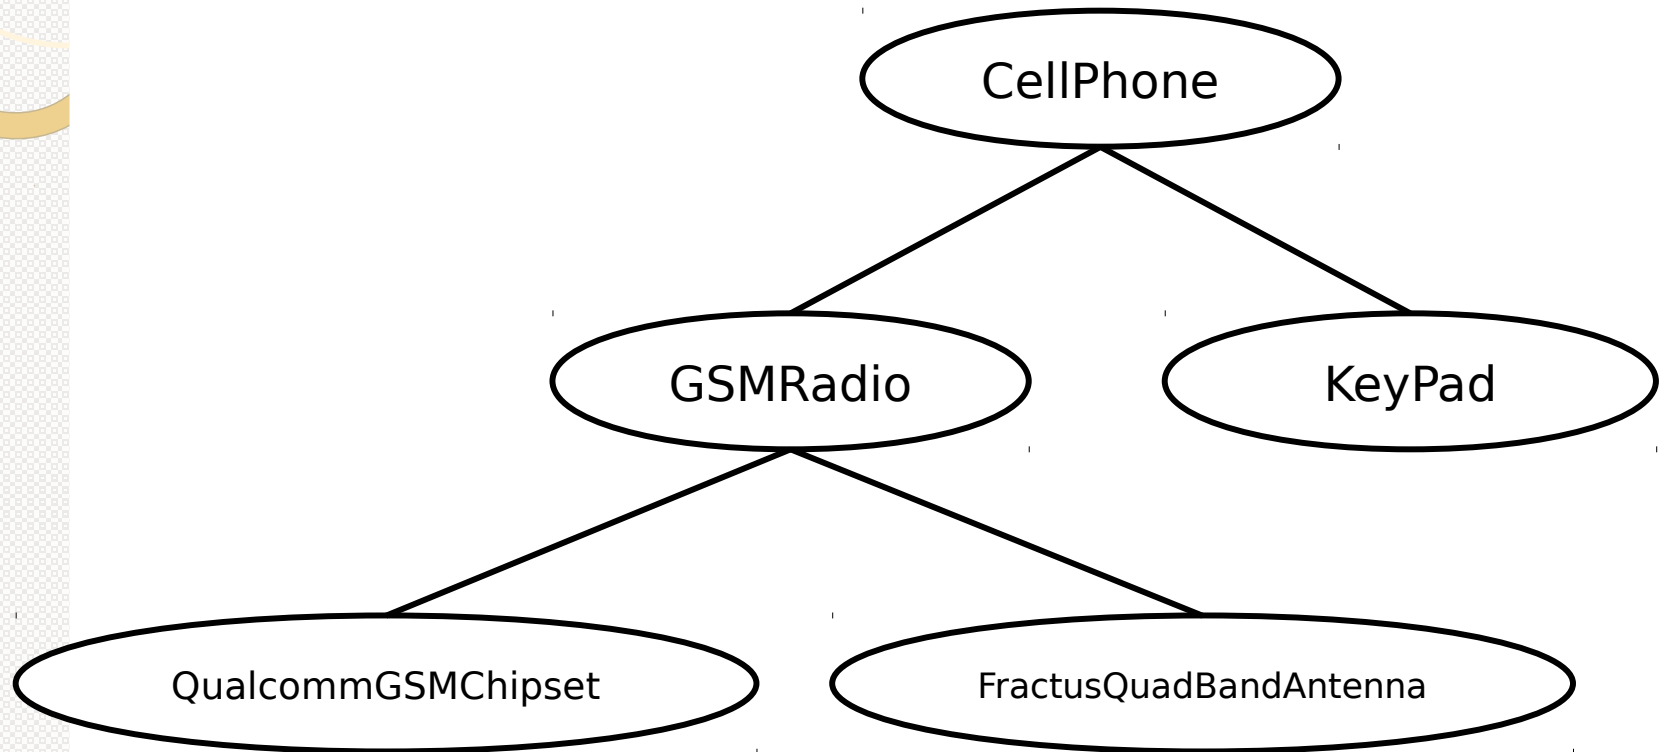 CellPhone
GSMRadio
KeyPad
QualcommGSMChipset
FractusQuadBandAntenna